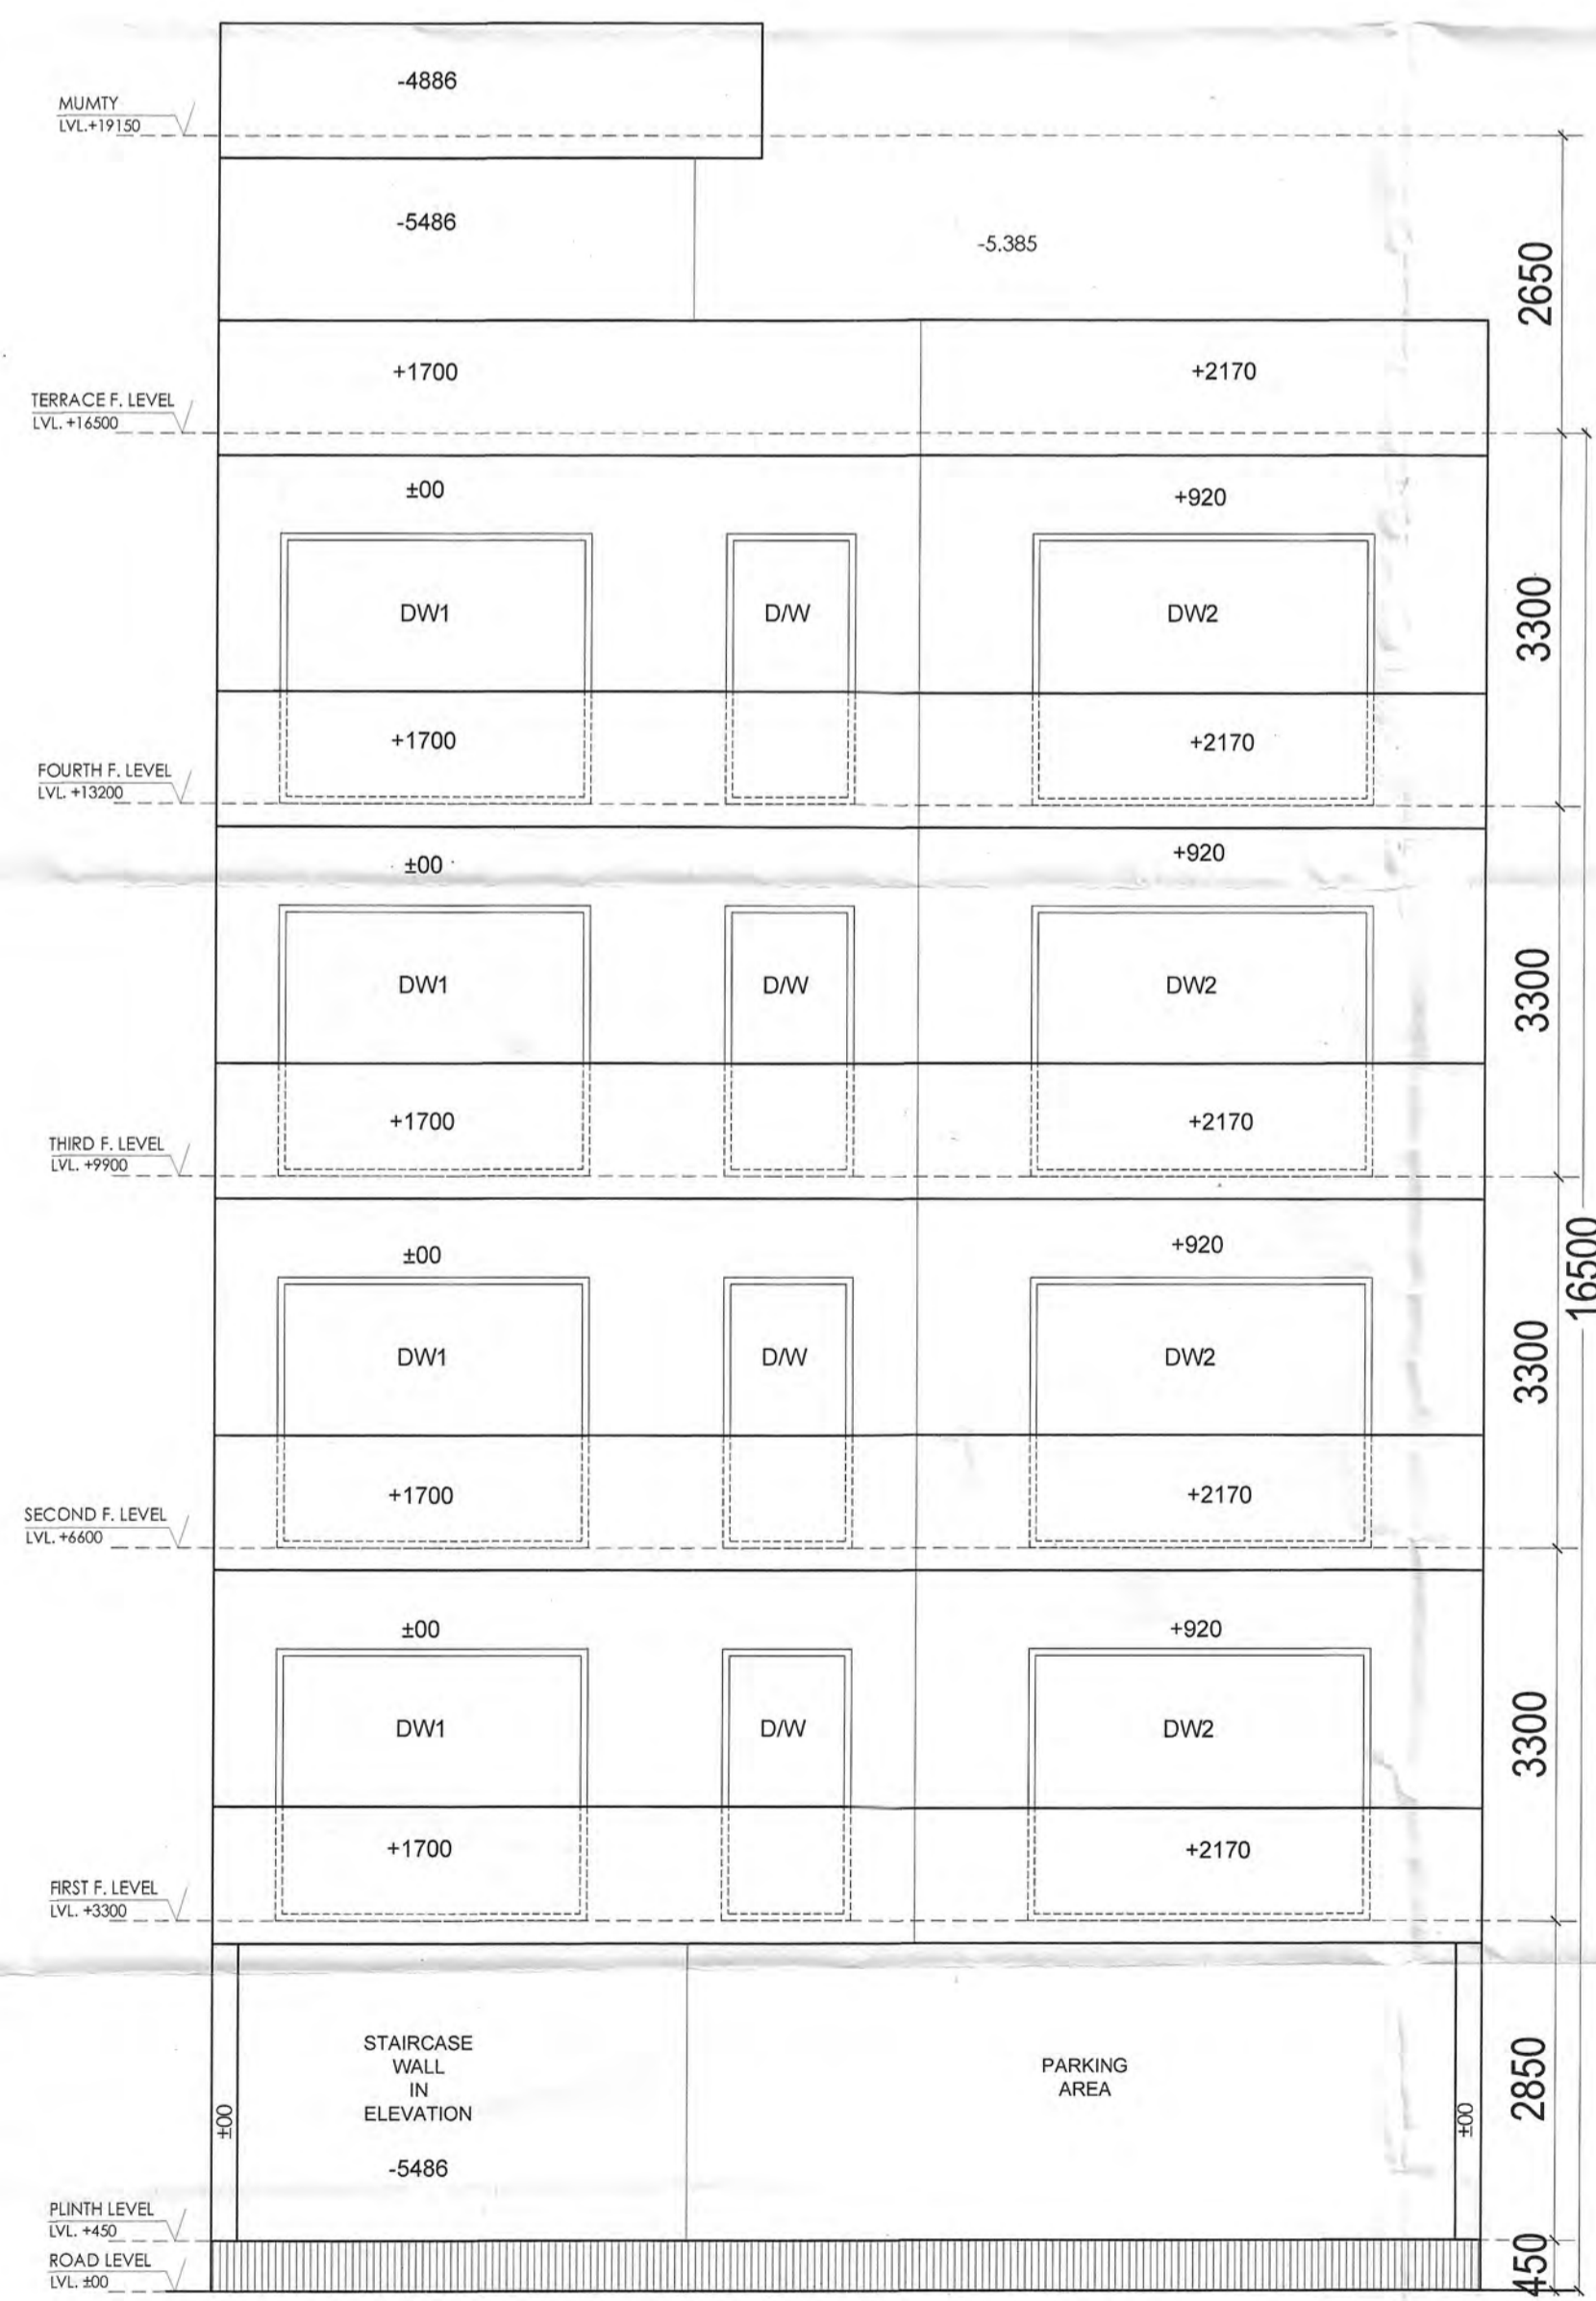 -4886
MUMTY
LVL.+19150
-5486
-5.385
2650
+1700
+2170
TERRACE F. LEVEL
LVL. +16500
±00
+920
DW1
D/W
DW2
3300
+1700
+2170
FOURTH F. LEVEL
LVL. +13200
±00
+920
DW1
D/W
DW2
3300
+1700
+2170
THIRD F. LEVEL
LVL. +9900
±00
+920
16500
DW1
D/W
DW2
3300
+1700
+2170
SECOND F. LEVEL
LVL. +6600
±00
+920
DW1
D/W
DW2
3300
+1700
+2170
FIRST F. LEVEL
LVL. +3300
STAIRCASE
WALL
IN
ELEVATION
-5486
PARKING
AREA
±00
±00
2850
PLINTH LEVEL
LVL. +450
ROAD LEVEL
LVL. ±00
450